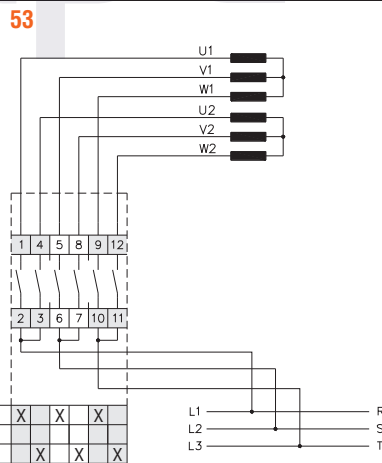 53
U1
V1
W1
U2
V2
W2
1 4 5 8 9 12
2 3 6 7 10 11
L1 R
L2 S
L3 T
X X X
X X